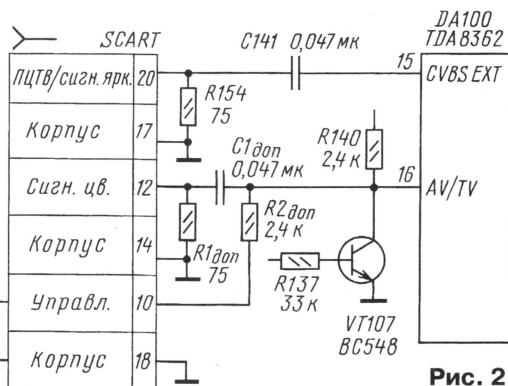 DA100
TDA8362
SCART
C141 0,047 мк
15
CVBS EXT
ПЦТВ/сигн. ярк. 20
R154
75
Корпус 17
C1доп
0,047 мк
R140
2,4 к
Сигн. цв. 12
16
AV/TV
R1доп
75
R2доп
2,4 к
Корпус 14
Управл. 10
R137
33 к
VT107
BC548
Корпус 18
Рис. 2